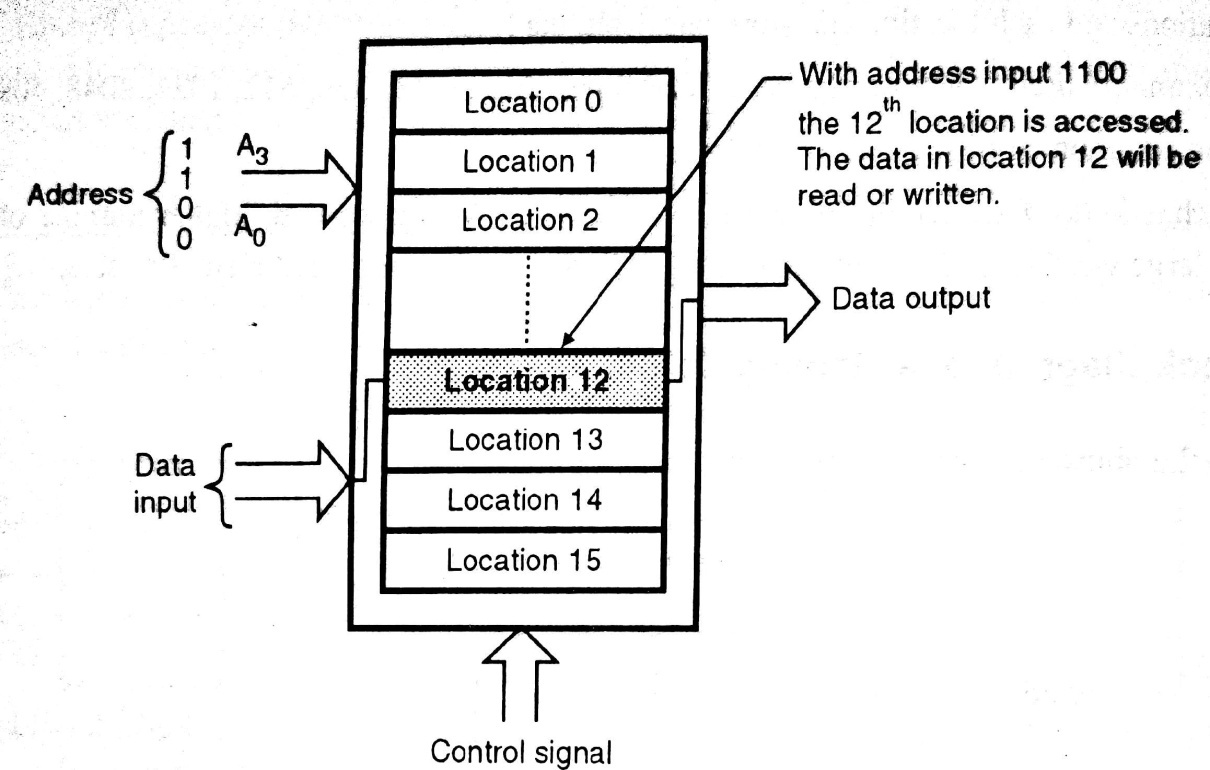 Address
1
1
0
0
A3
A0
Location 0
Location 1
Location 2
Location 12
Location 13
Location 14
Location 15
With address input 1100
the 12th location is accessed.
The data in location 12 will be
read or written.
Data output
Data
input
Control signal